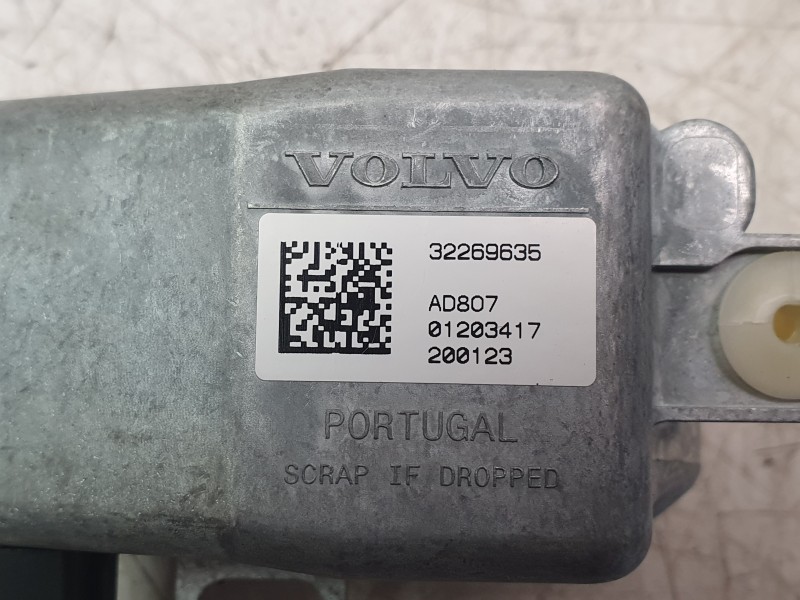 VOLVO
32269635
AD807
01203417
200123
PORTUGAL
SCRAP IF DROPPED